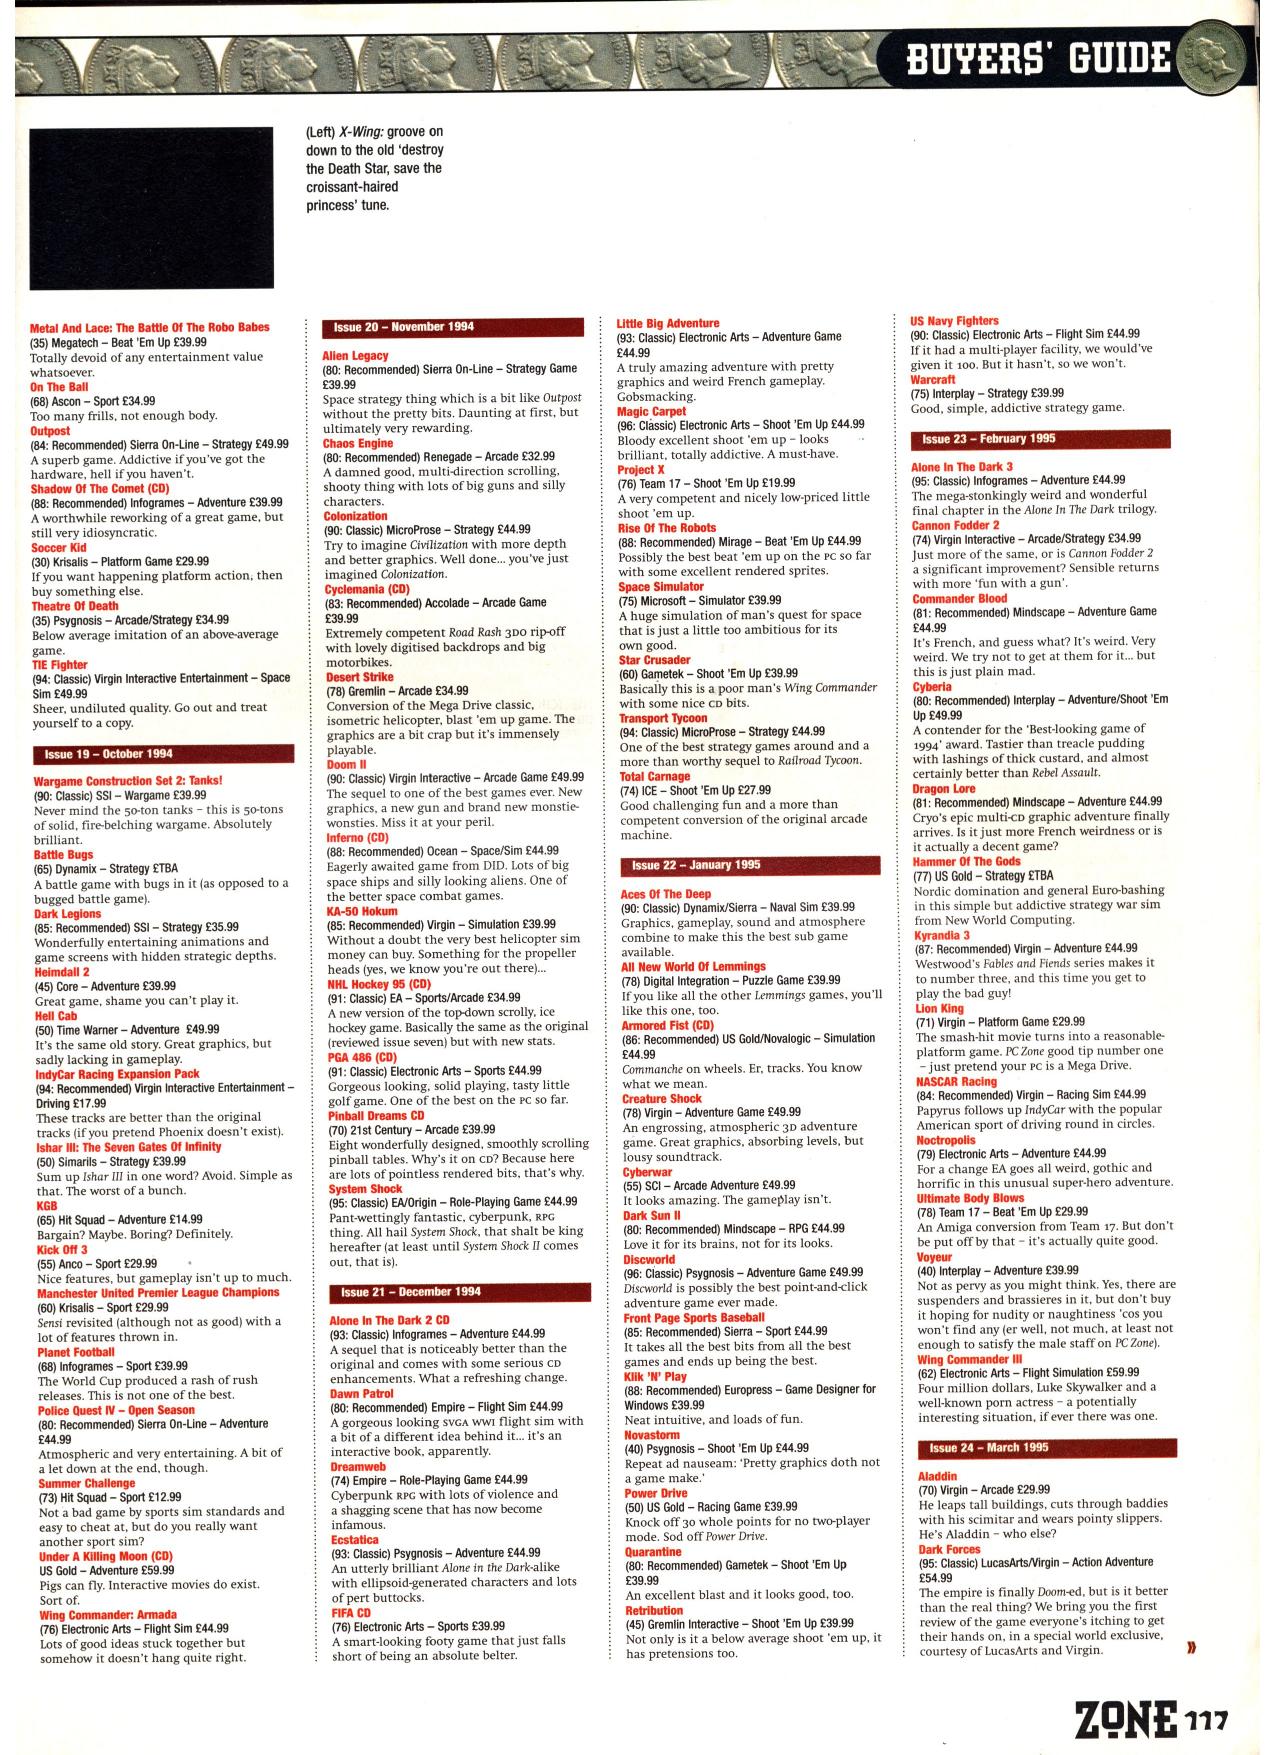 BUYERS' GUIDE
(Left) X-Wing: groove on
down to the old 'destroy
the Death Star, save the
croissant-haired
princess' tune.
Metal And Lace: The Battle Of The Robo Babes
(35) Megatech – Beat 'Em Up £39.99
Totally devoid of any entertainment value
whatsoever.
On The Ball
(68) Ascon – Sport £34.99
Too many frills, not enough body.
Outpost
(84: Recommended) Sierra On-Line – Strategy £49.99
A superb game. Addictive if you've got the
hardware, hell if you haven't.
Shadow Of The Comet (CD)
(88: Recommended) Infogrames – Adventure £39.99
A worthwhile reworking of a great game, but
still very idiosyncratic.
Soccer Kid
(30) Krisalis – Platform Game £29.99
If you want happening platform action, then
buy something else.
Theatre Of Death
(35) Psygnosis – Arcade/Strategy £34.99
Below average imitation of an above-average
game.
TIE Fighter
(94: Classic) Virgin Interactive Entertainment – Space
Sim £49.99
Sheer, undiluted quality. Go out and treat
yourself to a copy.
Issue 19 – October 1994
Wargame Construction Set 2: Tanks!
(90: Classic) SSI – Wargame £39.99
Never mind the 50-ton tanks – this is 50-tons
of solid, fire-belching wargame. Absolutely
brilliant.
Battle Bugs
(65) Dynamix – Strategy £TBA
A battle game with bugs in it (as opposed to a
bugged battle game).
Dark Legions
(85: Recommended) SSI – Strategy £35.99
Wonderfully entertaining animations and
game screens with hidden strategic depths.
Heimdall 2
(45) Core – Adventure £39.99
Great game, shame you can't play it.
Hell Cab
(50) Time Warner – Adventure £49.99
It's the same old story. Great graphics, but
sadly lacking in gameplay.
IndyCar Racing Expansion Pack
(94: Recommended) Virgin Interactive Entertainment –
Driving £17.99
These tracks are better than the original
tracks (if you pretend Phoenix doesn't exist).
Ishar III: The Seven Gates Of Infinity
(50) Simarils – Strategy £39.99
Sum up Ishar III in one word? Avoid. Simple as
that. The worst of a bunch.
KGB
(65) Hit Squad – Adventure £14.99
Bargain? Maybe. Boring? Definitely.
Kick Off 3
(55) Anco – Sport £29.99
Nice features, but gameplay isn't up to much.
Manchester United Premier League Champions
(60) Krisalis – Sport £29.99
Sensi revisited (although not as good) with a
lot of features thrown in.
Planet Football
(68) Infogrames – Sport £39.99
The World Cup produced a rash of rush
releases. This is not one of the best.
Police Quest IV – Open Season
(80: Recommended) Sierra On-Line – Adventure
£44.99
Atmospheric and very entertaining. A bit of
a let down at the end, though.
Summer Challenge
(73) Hit Squad – Sport £12.99
Not a bad game by sports sim standards and
easy to cheat at, but do you really want
another sport sim?
Under A Killing Moon (CD)
US Gold – Adventure £59.99
Pigs can fly. Interactive movies do exist.
Sort of.
Wing Commander: Armada
(76) Electronic Arts – Flight Sim £44.99
Lots of good ideas stuck together but
somehow it doesn't hang quite right.
Issue 20 – November 1994
Alien Legacy
(80: Recommended) Sierra On-Line – Strategy Game
£39.99
Space strategy thing which is a bit like Outpost
without the pretty bits. Daunting at first, but
ultimately very rewarding.
Chaos Engine
(80: Recommended) Renegade – Arcade £32.99
A damned good, multi-direction scrolling,
shooty thing with lots of big guns and silly
characters.
Colonization
(90: Classic) MicroProse – Strategy £44.99
Try to imagine Civilization with more depth
and better graphics. Well done... you've just
imagined Colonization.
Cyclemania (CD)
(83: Recommended) Accolade – Arcade Game
£39.99
Extremely competent Road Rash 3DO rip-off
with lovely digitised backdrops and big
motorbikes.
Desert Strike
(78) Gremlin – Arcade £34.99
Conversion of the Mega Drive classic,
isometric helicopter, blast 'em up game. The
graphics are a bit crap but it's immensely
playable.
Doom II
(90: Classic) Virgin Interactive – Arcade Game £49.99
The sequel to one of the best games ever. New
graphics, a new gun and brand new monstie-
wonsties. Miss it at your peril.
Inferno (CD)
(88: Recommended) Ocean – Space/Sim £44.99
Eagerly awaited game from DID. Lots of big
space ships and silly looking aliens. One of
the better space combat games.
KA-50 Hokum
(85: Recommended) Virgin – Simulation £39.99
Without a doubt the very best helicopter sim
money can buy. Something for the propeller
heads (yes, we know you're out there)...
NHL Hockey 95 (CD)
(91: Classic) EA – Sports/Arcade £34.99
A new version of the top-down scrolly, ice
hockey game. Basically the same as the original
(reviewed issue seven) but with new stats.
PGA 486 (CD)
(91: Classic) Electronic Arts – Sports £44.99
Gorgeous looking, solid playing, tasty little
golf game. One of the best on the PC so far.
Pinball Dreams CD
(70) 21st Century – Arcade £39.99
Eight wonderfully designed, smoothly scrolling
pinball tables. Why's it on CD? Because here
are lots of pointless rendered bits, that's why.
System Shock
(95: Classic) EA/Origin – Role-Playing Game £44.99
Pant-wettingly fantastic, cyberpunk, RPG
thing. All hail System Shock, that shalt be king
hereafter (at least until System Shock II comes
out, that is).
Issue 21 – December 1994
Alone In The Dark 2 CD
(93: Classic) Infogrames – Adventure £44.99
A sequel that is noticeably better than the
original and comes with some serious CD
enhancements. What a refreshing change.
Dawn Patrol
(80: Recommended) Empire – Flight Sim £44.99
A gorgeous looking SVGA WWI flight sim with
a bit of a different idea behind it... it's an
interactive book, apparently.
Dreamweb
(74) Empire – Role-Playing Game £44.99
Cyberpunk RPG with lots of violence and
a shagging scene that has now become
infamous.
Ecstatica
(93: Classic) Psygnosis – Adventure £44.99
An utterly brilliant Alone in the Dark-alike
with ellipsoid-generated characters and lots
of pert buttocks.
FIFA CD
(76) Electronic Arts – Sports £39.99
A smart-looking footy game that just falls
short of being an absolute belter.
Little Big Adventure
(93: Classic) Electronic Arts – Adventure Game
£44.99
A truly amazing adventure with pretty
graphics and weird French gameplay.
Gobsmacking.
Magic Carpet
(96: Classic) Electronic Arts – Shoot 'Em Up £44.99
Bloody excellent shoot 'em up – looks
brilliant, totally addictive. A must-have.
Project X
(76) Team 17 – Shoot 'Em Up £19.99
A very competent and nicely low-priced little
shoot 'em up.
Rise Of The Robots
(88: Recommended) Mirage – Beat 'Em Up £44.99
Possibly the best beat 'em up on the PC so far
with some excellent rendered sprites.
Space Simulator
(75) Microsoft – Simulator £39.99
A huge simulation of man's quest for space
that is just a little too ambitious for its
own good.
Star Crusader
(60) Gametek – Shoot 'Em Up £39.99
Basically this is a poor man's Wing Commander
with some nice CD bits.
Transport Tycoon
(94: Classic) MicroProse – Strategy £44.99
One of the best strategy games around and a
more than worthy sequel to Railroad Tycoon.
Total Carnage
(74) ICE – Shoot 'Em Up £27.99
Good challenging fun and a more than
competent conversion of the original arcade
machine.
Issue 22 – January 1995
Aces Of The Deep
(90: Classic) Dynamix/Sierra – Naval Sim £39.99
Graphics, gameplay, sound and atmosphere
combine to make this the best sub game
available.
All New World Of Lemmings
(78) Digital Integration – Puzzle Game £39.99
If you like all the other Lemmings games, you'll
like this one, too.
Armored Fist (CD)
(86: Recommended) US Gold/Novalogic – Simulation
£44.99
Comanche on wheels. Er, tracks. You know
what we mean.
Creature Shock
(78) Virgin – Adventure Game £49.99
An engrossing, atmospheric 3D adventure
game. Great graphics, absorbing levels, but
lousy soundtrack.
Cyberwar
(55) SCI – Arcade Adventure £49.99
It looks amazing. The gameplay isn't.
Dark Sun II
(80: Recommended) Mindscape – RPG £44.99
Love it for its brains, not for its looks.
Discworld
(96: Classic) Psygnosis – Adventure Game £49.99
Discworld is possibly the best point-and-click
adventure game ever made.
Front Page Sports Baseball
(85: Recommended) Sierra – Sport £44.99
It takes all the best bits from all the best
games and ends up being the best.
Klik 'N' Play
(88: Recommended) Europress – Game Designer for
Windows £39.99
Neat intuitive, and loads of fun.
Novastorm
(40) Psygnosis – Shoot 'Em Up £44.99
Repeat ad nauseam: 'Pretty graphics doth not
a game make.'
Power Drive
(50) US Gold – Racing Game £39.99
Knock off 30 whole points for no two-player
mode. Sod off Power Drive.
Quarantine
(80: Recommended) Gametek – Shoot 'Em Up
£39.99
An excellent blast and it looks good, too.
Retribution
(45) Gremlin Interactive – Shoot 'Em Up £39.99
Not only is it a below average shoot 'em up, it
has pretensions too.
US Navy Fighters
(90: Classic) Electronic Arts – Flight Sim £44.99
If it had a multi-player facility, we would've
given it 100. But it hasn't, so we won't.
Warcraft
(75) Interplay – Strategy £39.99
Good, simple, addictive strategy game.
Issue 23 – February 1995
Alone In The Dark 3
(95: Classic) Infogrames – Adventure £44.99
The mega-stonkingly weird and wonderful
final chapter in the Alone In The Dark trilogy.
Cannon Fodder 2
(74) Virgin Interactive – Arcade/Strategy £34.99
Just more of the same, or is Cannon Fodder 2
a significant improvement? Sensible returns
with more 'fun with a gun'.
Commander Blood
(81: Recommended) Mindscape – Adventure Game
£44.99
It's French, and guess what? It's weird. Very
weird. We try not to get at them for it... but
this is just plain mad.
Cyberia
(80: Recommended) Interplay – Adventure/Shoot 'Em
Up £49.99
A contender for the 'Best-looking game of
1994' award. Tastier than treacle pudding
with lashings of thick custard, and almost
certainly better than Rebel Assault.
Dragon Lore
(81: Recommended) Mindscape – Adventure £44.99
Cryo's epic multi-CD graphic adventure finally
arrives. Is it just more French weirdness or is
it actually a decent game?
Hammer Of The Gods
(77) US Gold – Strategy £TBA
Nordic domination and general Euro-bashing
in this simple but addictive strategy war sim
from New World Computing.
Kyrandia 3
(87: Recommended) Virgin – Adventure £44.99
Westwood's Fables and Fiends series makes it
to number three, and this time you get to
play the bad guy!
Lion King
(71) Virgin – Platform Game £29.99
The smash-hit movie turns into a reasonable-
platform game. PC Zone good tip number one
– just pretend your PC is a Mega Drive.
NASCAR Racing
(84: Recommended) Virgin – Racing Sim £44.99
Papyrus follows up IndyCar with the popular
American sport of driving round in circles.
Noctropolis
(79) Electronic Arts – Adventure £44.99
For a change EA goes all weird, gothic and
horrific in this unusual super-hero adventure.
Ultimate Body Blows
(78) Team 17 – Beat 'Em Up £29.99
An Amiga conversion from Team 17. But don't
be put off by that – it's actually quite good.
Voyeur
(40) Interplay – Adventure £39.99
Not as pervy as you might think. Yes, there are
suspenders and brassieres in it, but don't buy
it hoping for nudity or naughtiness 'cos you
won't find any (er well, not much, at least not
enough to satisfy the male staff on PC Zone).
Wing Commander III
(62) Electronic Arts – Flight Simulation £59.99
Four million dollars, Luke Skywalker and a
well-known porn actress – a potentially
interesting situation, if ever there was one.
Issue 24 – March 1995
Aladdin
(70) Virgin – Arcade £29.99
He leaps tall buildings, cuts through baddies
with his scimitar and wears pointy slippers.
He's Aladdin – who else?
Dark Forces
(95: Classic) LucasArts/Virgin – Action Adventure
£54.99
The empire is finally Doom-ed, but is it better
than the real thing? We bring you the first
review of the game everyone's itching to get
their hands on, in a special world exclusive,
courtesy of LucasArts and Virgin.
»
ZONE 117